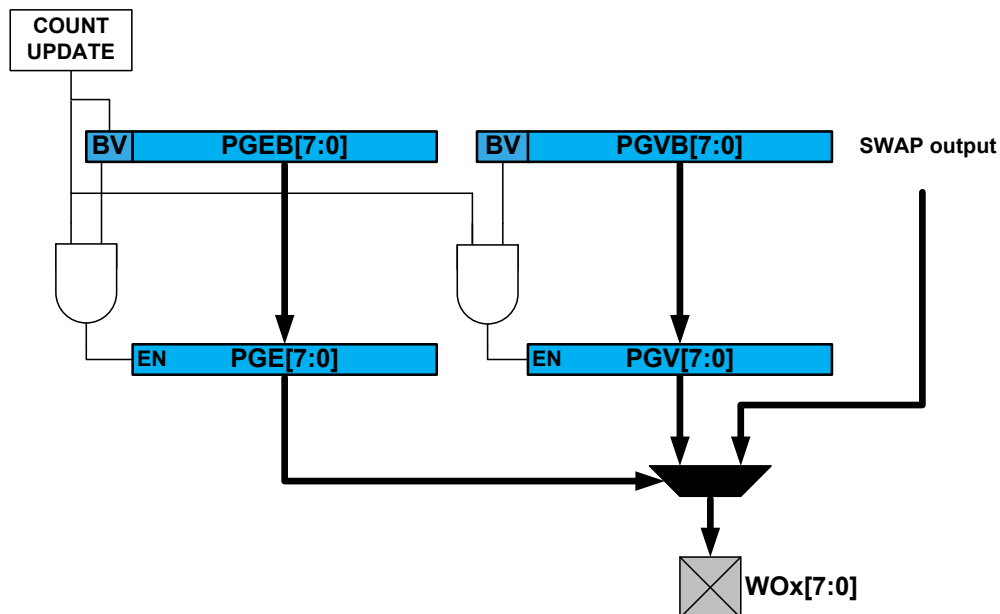 COUNT
UPDATE
BV PGEB[7:0]
BV PGVB[7:0]
SWAP output
EN PGE[7:0]
EN PGV[7:0]
WOx[7:0]